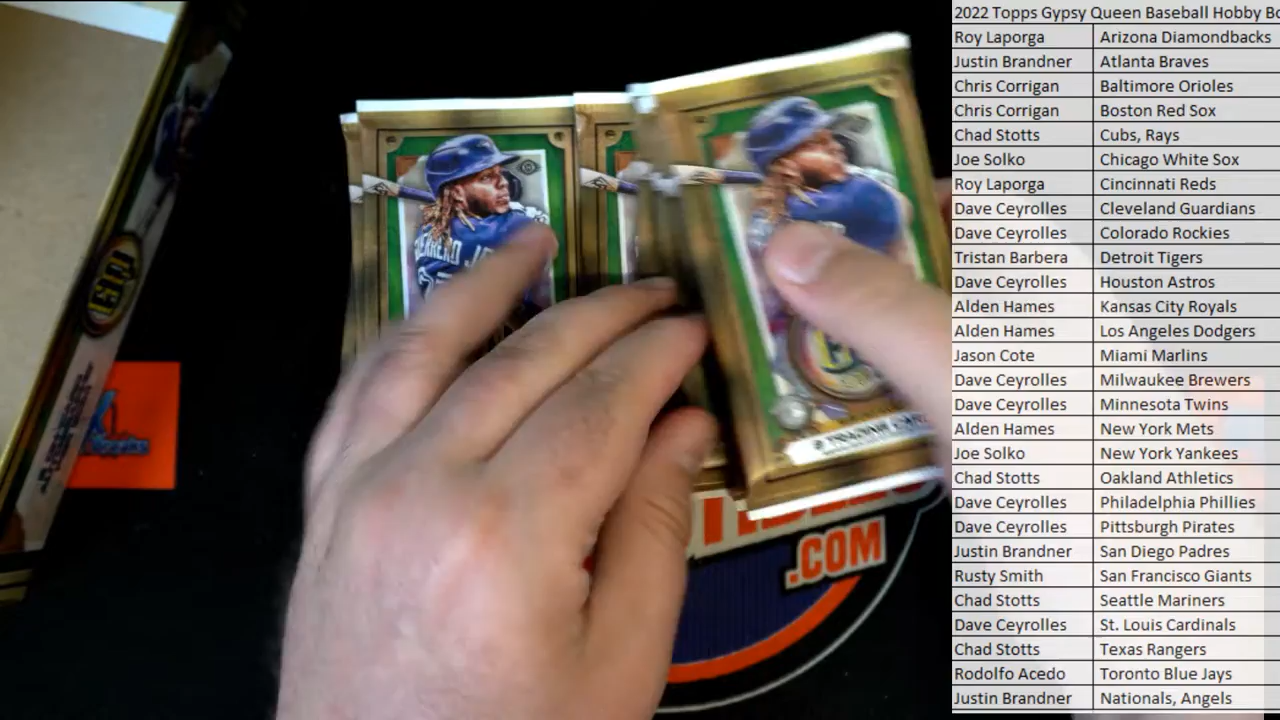 2022 Topps Gypsy Queen Baseball Hobby Bo
Roy Laporga Arizona Diamondbacks
Justin Brandner Atlanta Braves
Chris Corrigan Baltimore Orioles
Chris Corrigan Boston Red Sox
Chad Stotts Cubs, Rays
Joe Solko Chicago White Sox
Roy Laporga Cincinnati Reds
Dave Ceyrolles Cleveland Guardians
Dave Ceyrolles Colorado Rockies
Tristan Barbera Detroit Tigers
Dave Ceyrolles Houston Astros
Alden Hames Kansas City Royals
Alden Hames Los Angeles Dodgers
Jason Cote Miami Marlins
Dave Ceyrolles Milwaukee Brewers
Dave Ceyrolles Minnesota Twins
Alden Hames New York Mets
Joe Solko New York Yankees
Chad Stotts Oakland Athletics
Dave Ceyrolles Philadelphia Phillies
Dave Ceyrolles Pittsburgh Pirates
Justin Brandner San Diego Padres
Rusty Smith San Francisco Giants
Chad Stotts Seattle Mariners
Dave Ceyrolles St. Louis Cardinals
Chad Stotts Texas Rangers
Rodolfo Acedo Toronto Blue Jays
Justin Brandner Nationals, Angels
GQ
.COM